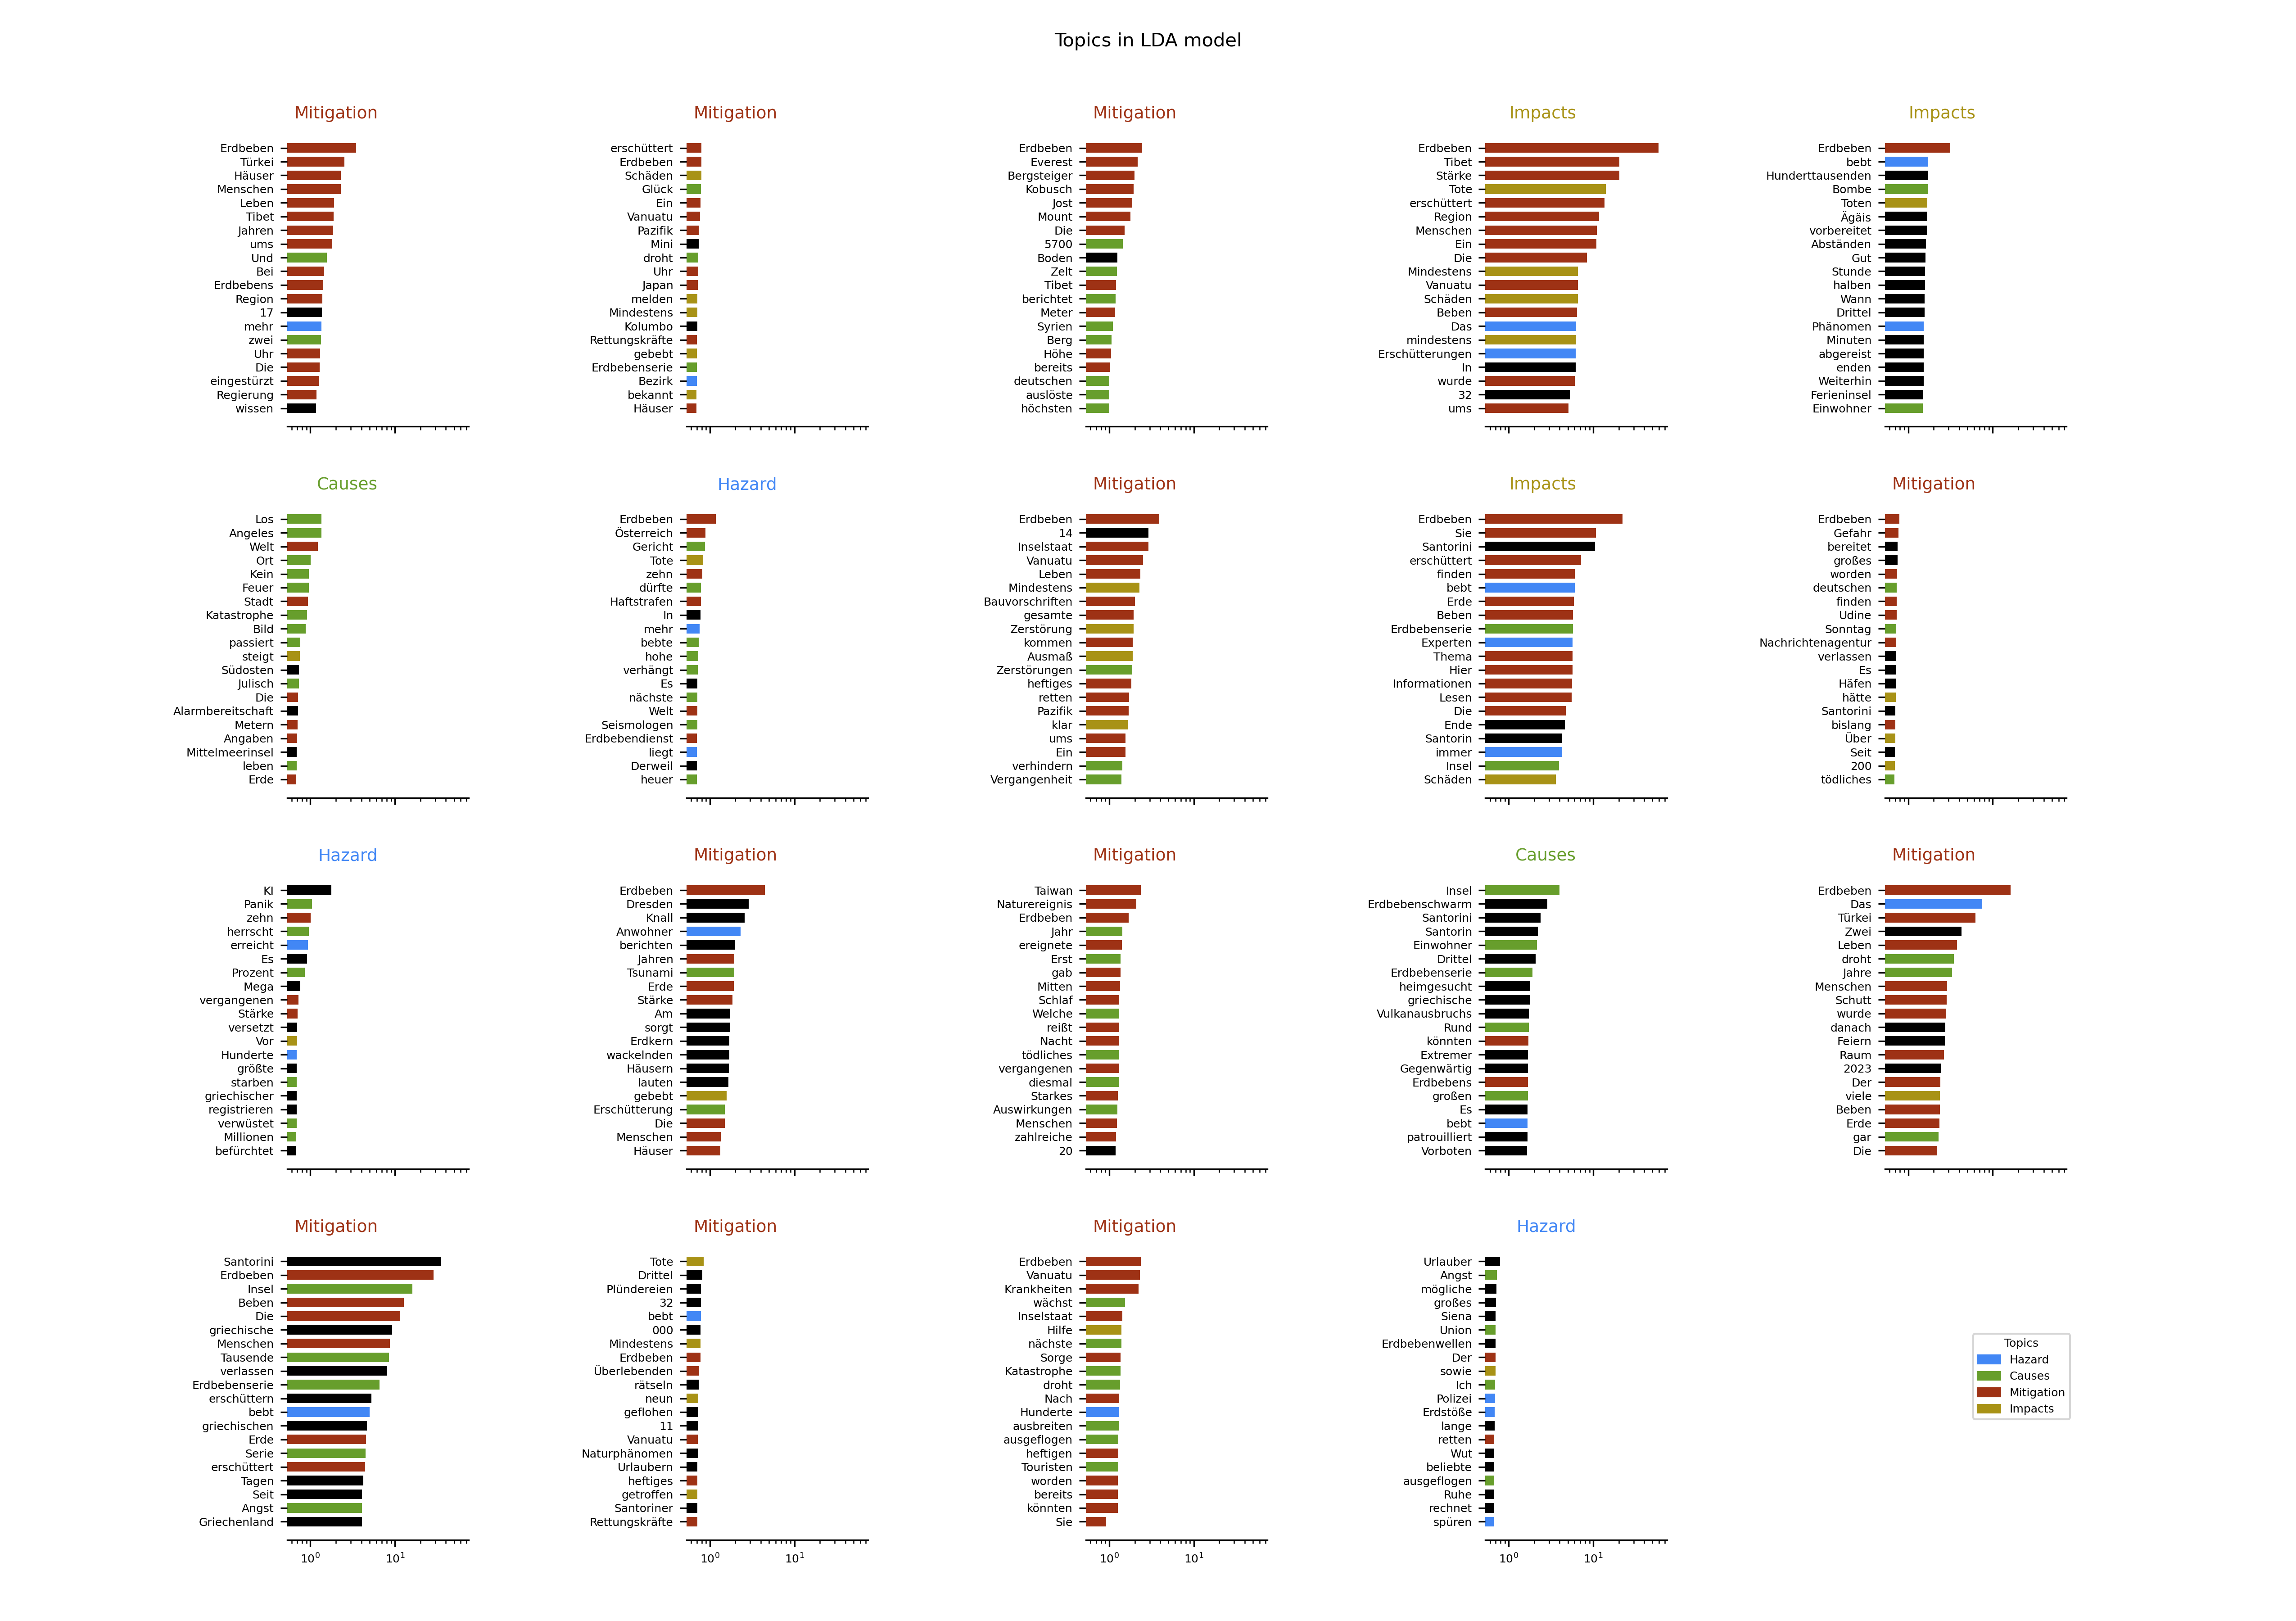 Topics in LDA model
Mitigation
Erdbeben
Türkei
Häuser
Menschen
Leben
Tibet
Jahren
ums
Und
Bei
Erdbebens
Region
17
mehr
zwei
Uhr
Die
eingestürzt
Regierung
wissen
Mitigation
erschüttert
Erdbeben
Schäden
Glück
Ein
Vanuatu
Pazifik
Mini
droht
Uhr
Japan
melden
Mindestens
Kolumbo
Rettungskräfte
gebebt
Erdbebenserie
Bezirk
bekannt
Häuser
Mitigation
Erdbeben
Everest
Bergsteiger
Kobusch
Jost
Mount
Die
5700
Boden
Zelt
Tibet
berichtet
Meter
Syrien
Berg
Höhe
bereits
deutschen
auslöste
höchsten
Impacts
Erdbeben
Tibet
Stärke
Tote
erschüttert
Region
Menschen
Ein
Die
Mindestens
Vanuatu
Schäden
Beben
Das
mindestens
Erschütterungen
In
wurde
32
ums
Impacts
Erdbeben
bebt
Hunderttausenden
Bombe
Toten
Ägäis
vorbereitet
Abständen
Gut
Stunde
halben
Wann
Drittel
Phänomen
Minuten
abgereist
enden
Weiterhin
Ferieninsel
Einwohner
Causes
Los
Angeles
Welt
Ort
Kein
Feuer
Stadt
Katastrophe
Bild
passiert
steigt
Südosten
Julisch
Die
Alarmbereitschaft
Metern
Angaben
Mittelmeerinsel
leben
Erde
Hazard
Erdbeben
Österreich
Gericht
Tote
zehn
dürfte
Haftstrafen
In
mehr
bebte
hohe
verhängt
Es
nächste
Welt
Seismologen
Erdbebendienst
liegt
Derweil
heuer
Mitigation
Erdbeben
14
Inselstaat
Vanuatu
Leben
Mindestens
Bauvorschriften
gesamte
Zerstörung
kommen
Ausmaß
Zerstörungen
heftiges
retten
Pazifik
klar
ums
Ein
verhindern
Vergangenheit
Impacts
Erdbeben
Sie
Santorini
erschüttert
finden
bebt
Erde
Beben
Erdbebenserie
Experten
Thema
Hier
Informationen
Lesen
Die
Ende
Santorin
immer
Insel
Schäden
Mitigation
Erdbeben
Gefahr
bereitet
großes
worden
deutschen
finden
Udine
Sonntag
Nachrichtenagentur
verlassen
Es
Häfen
hätte
Santorini
bislang
Über
Seit
200
tödliches
Hazard
KI
Panik
zehn
herrscht
erreicht
Es
Prozent
Mega
vergangenen
Stärke
versetzt
Vor
Hunderte
größte
starben
griechischer
registrieren
verwüstet
Millionen
befürchtet
Mitigation
Erdbeben
Dresden
Knall
Anwohner
berichten
Jahren
Tsunami
Erde
Stärke
Am
sorgt
Erdkern
wackelnden
Häusern
lauten
gebebt
Erschütterung
Die
Menschen
Häuser
Mitigation
Taiwan
Naturereignis
Erdbeben
Jahr
ereignete
Erst
gab
Mitten
Schlaf
Welche
reißt
Nacht
tödliches
vergangenen
diesmal
Starkes
Auswirkungen
Menschen
zahlreiche
20
Causes
Insel
Erdbebenschwarm
Santorini
Santorin
Einwohner
Drittel
Erdbebenserie
heimgesucht
griechische
Vulkanausbruchs
Rund
könnten
Extremer
Gegenwärtig
Erdbebens
großen
Es
bebt
patrouilliert
Vorboten
Mitigation
Erdbeben
Das
Türkei
Zwei
Leben
droht
Jahre
Menschen
Schutt
wurde
danach
Feiern
Raum
2023
Der
viele
Beben
Erde
gar
Die
Mitigation
Santorini
Erdbeben
Insel
Beben
Die
griechische
Menschen
Tausende
verlassen
Erdbebenserie
erschüttern
bebt
griechischen
Erde
Serie
erschüttert
Tagen
Seit
Angst
Griechenland
10⁰ 10¹
Mitigation
Tote
Drittel
Plündereien
32
bebt
000
Mindestens
Erdbeben
Überlebenden
rätseln
neun
geflohen
11
Vanuatu
Naturphänomen
Urlaubern
heftiges
getroffen
Santoriner
Rettungskräfte
10⁰ 10¹
Mitigation
Erdbeben
Vanuatu
Krankheiten
wächst
Inselstaat
Hilfe
nächste
Sorge
Katastrophe
droht
Nach
Hunderte
ausbreiten
ausgeflogen
heftigen
Touristen
worden
bereits
könnten
Sie
10⁰ 10¹
Hazard
Urlauber
Angst
mögliche
großes
Siena
Union
Erdbebenwellen
Der
sowie
Ich
Polizei
Erdstöße
lange
retten
Wut
beliebte
ausgeflogen
Ruhe
rechnet
spüren
10⁰ 10¹
Topics
Hazard
Causes
Mitigation
Impacts